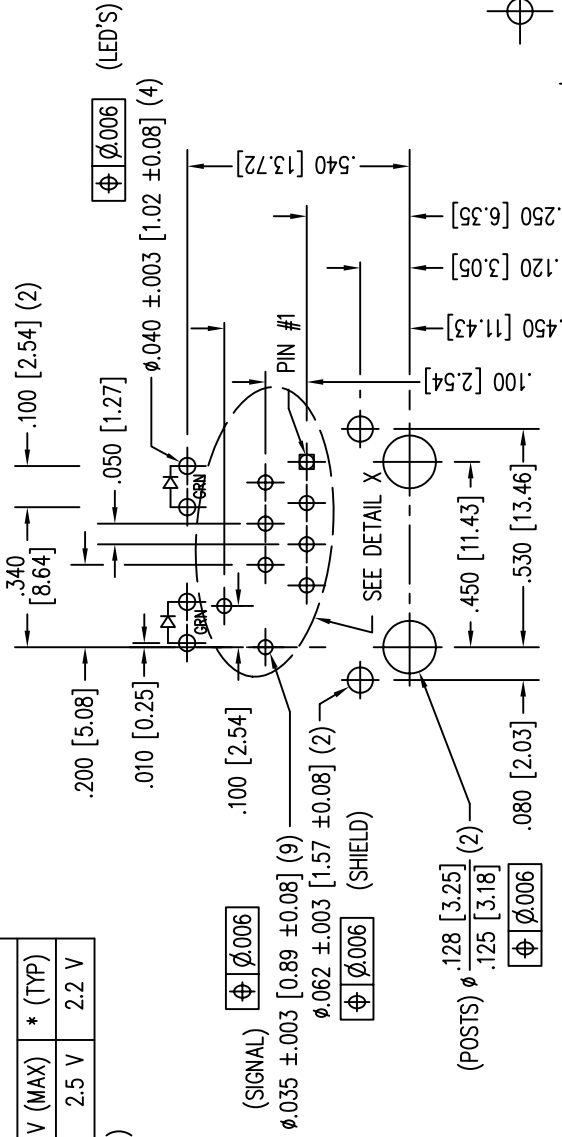 (LED'S)
⌖ Ø.006
.100 [2.54] (2)
ø.040 ±.003 [1.02 ±0.08] (4)
.340
[8.64]
.050 [1.27]
.540 [13.72]
.200 [5.08]
.010 [0.25]
GRN
GRN
PIN #1
.250 [6.35]
.120 [3.05]
.450 [11.43]
.100 [2.54]
.100 [2.54]
SEE DETAIL X
V (MAX) * (TYP)
2.5 V 2.2 V
)
⌖ Ø.006
(SIGNAL)
ø.035 ±.003 [0.89 ±0.08] (9)
ø.062 ±.003 [1.57 ±0.08] (2)
⌖ Ø.006 (SHIELD)
.450 [11.43]
.530 [13.46]
.080 [2.03]
(POSTS) ø .128 [3.25] (2)
.125 [3.18]
⌖ Ø.006